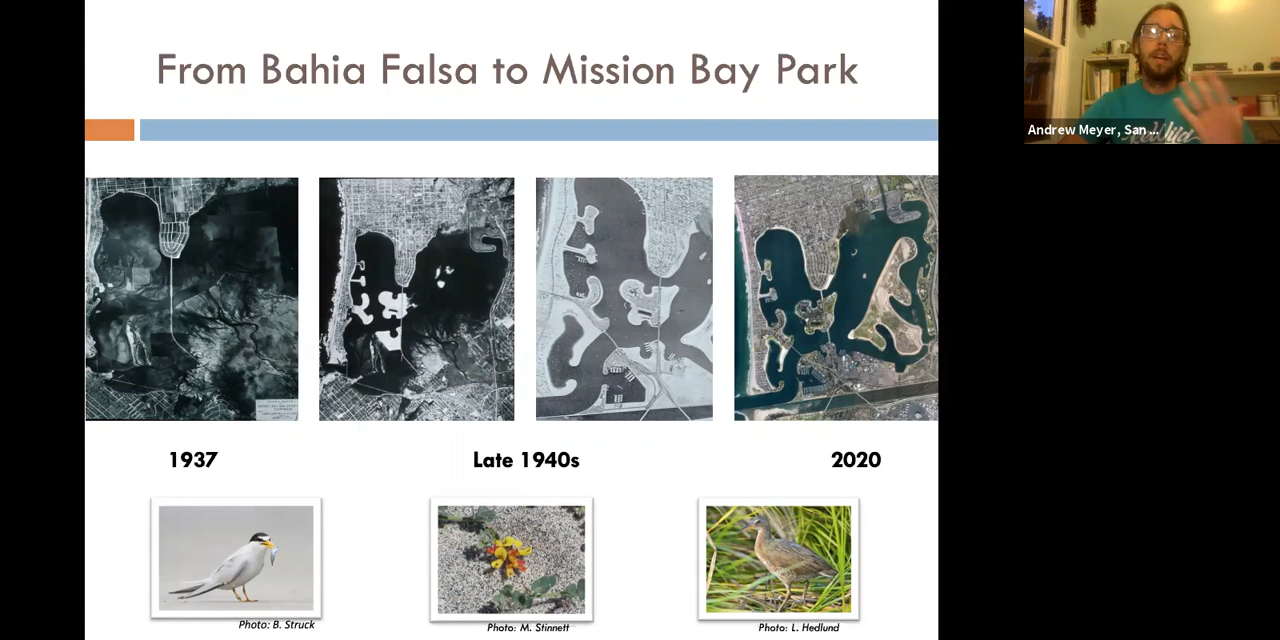 From Bahia Falsa to Mission Bay Park
Andrew Meyer, San ...
1937
Late 1940s
2020
Photo: B. Struck
Photo: M. Stinnett
Photo: L. Hedlund